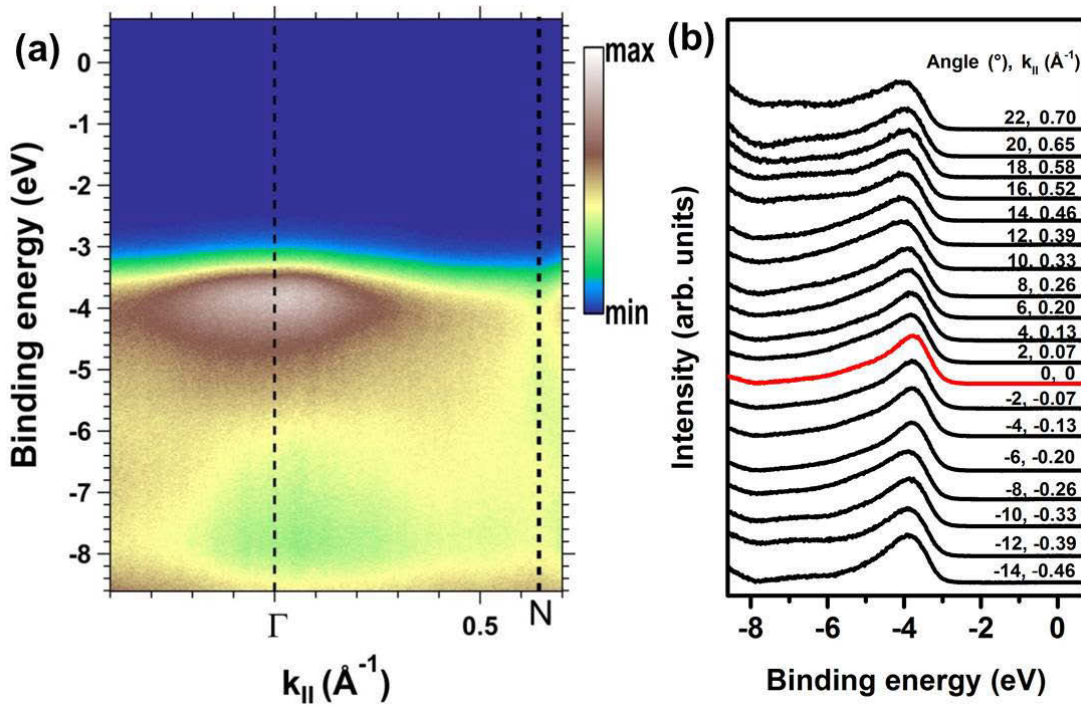 (a)
max
min
0
-1
-2
-3
-4
-5
-6
-7
-8
Binding energy (eV)
Γ
0.5
N
k|| (Å⁻¹)
(b)
Angle (°), k|| (Å⁻¹)
22, 0.70
20, 0.65
18, 0.58
16, 0.52
14, 0.46
12, 0.39
10, 0.33
8, 0.26
6, 0.20
4, 0.13
2, 0.07
0, 0
-2, -0.07
-4, -0.13
-6, -0.20
-8, -0.26
-10, -0.33
-12, -0.39
-14, -0.46
Intensity (arb. units)
-8 -6 -4 -2 0
Binding energy (eV)